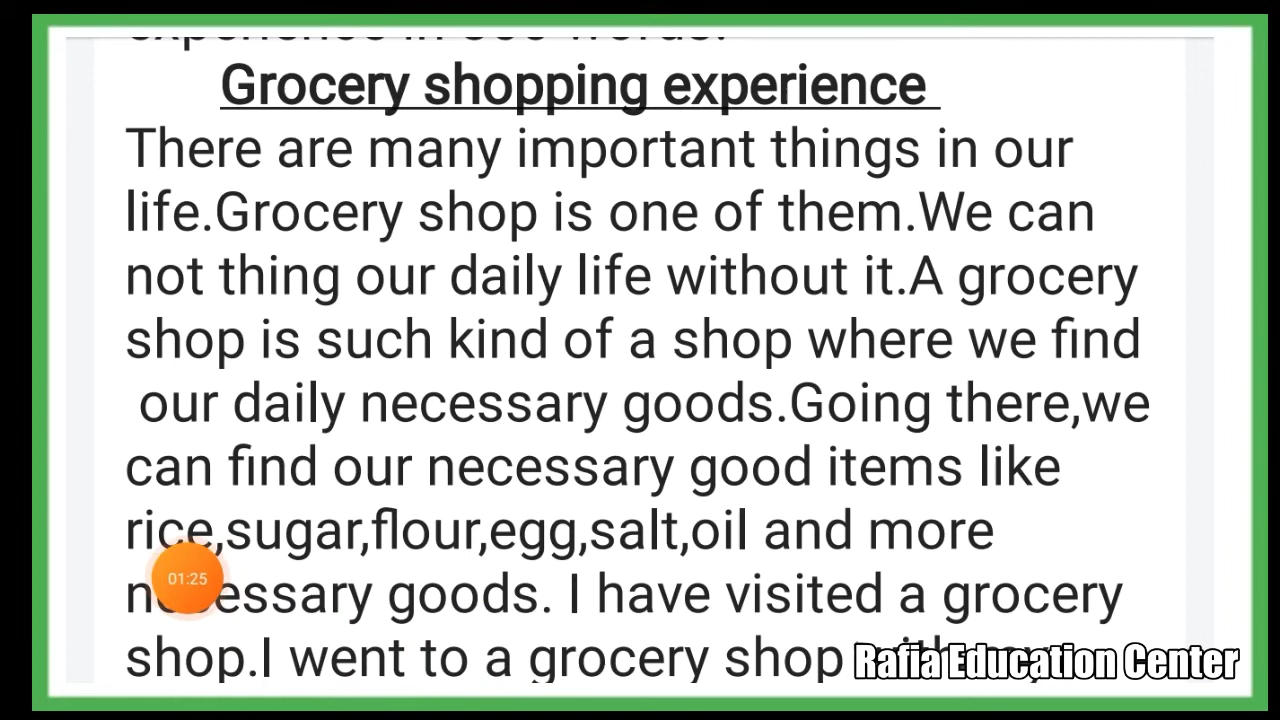 Grocery shopping experience
There are many important things in our
life.Grocery shop is one of them.We can
not thing our daily life without it.A grocery
shop is such kind of a shop where we find
our daily necessary goods.Going there,we
can find our necessary good items like
rice,sugar,flour,egg,salt,oil and more
01:25
necessary goods. I have visited a grocery
shop.I went to a grocery shop
Rafia Education Center